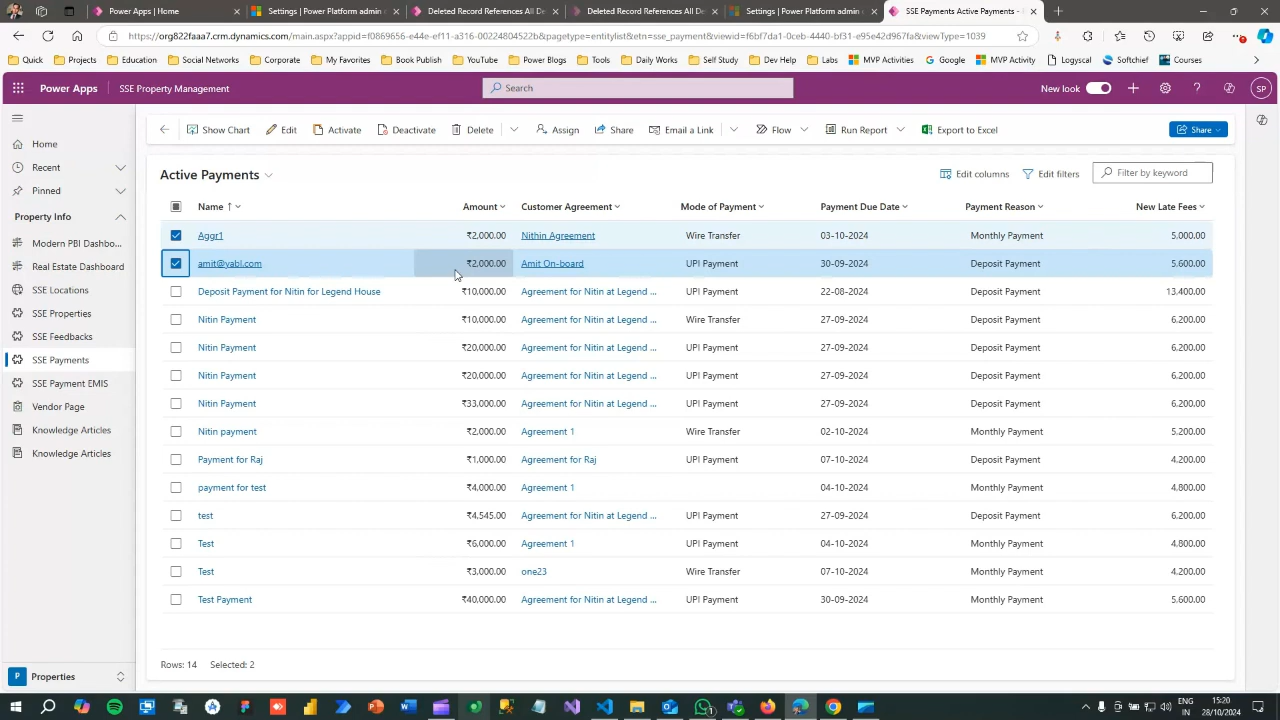 Power Apps | Home
Settings | Power Platform admin c
Deleted Record References All De
Deleted Record References All De
Settings | Power Platform admin c
SSE Payments Active Payments -
https://org822faaa7.crm.dynamics.com/main.aspx?appid=f0869656-e44e-ef11-a316-00224804522b&pagetype=entitylist&etn=sse_payment&viewid=f6bf7da1-0ceb-4440-bf31-e95e42d967fa&viewType=1039
Quick
Projects
Education
Social Networks
Corporate
My Favorites
Book Publish
YouTube
Power Blogs
Tools
Daily Works
Self Study
Dev Help
Labs
MVP Activities
Google
MVP Activity
Logyscal
Softchief
Courses
Power Apps
SSE Property Management
Search
New look
SP
Home
Recent
Pinned
Property Info
Modern PBI Dashbo...
Real Estate Dashboard
SSE Locations
SSE Properties
SSE Feedbacks
SSE Payments
SSE Payment EMIS
Vendor Page
Knowledge Articles
Knowledge Articles
P Properties
Show Chart Edit Activate Deactivate Delete Assign Share Email a Link Flow Run Report Export to Excel Share
Active Payments
Edit columns Edit filters Filter by keyword
Name ↑ Amount Customer Agreement Mode of Payment Payment Due Date Payment Reason New Late Fees
Aggr1 ₹2,000.00 Nithin Agreement Wire Transfer 03-10-2024 Monthly Payment 5,000.00
amit@yabl.com ₹2,000.00 Amit On-board UPI Payment 30-09-2024 Deposit Payment 5,600.00
Deposit Payment for Nitin for Legend House ₹10,000.00 Agreement for Nitin at Legend ... UPI Payment 22-08-2024 Deposit Payment 13,400.00
Nitin Payment ₹10,000.00 Agreement for Nitin at Legend ... Wire Transfer 27-09-2024 Deposit Payment 6,200.00
Nitin Payment ₹20,000.00 Agreement for Nitin at Legend ... UPI Payment 27-09-2024 Deposit Payment 6,200.00
Nitin Payment ₹20,000.00 Agreement for Nitin at Legend ... UPI Payment 27-09-2024 Deposit Payment 6,200.00
Nitin Payment ₹33,000.00 Agreement for Nitin at Legend ... UPI Payment 27-09-2024 Deposit Payment 6,200.00
Nitin payment ₹2,000.00 Agreement 1 Wire Transfer 02-10-2024 Monthly Payment 5,200.00
Payment for Raj ₹1,000.00 Agreement for Raj UPI Payment 07-10-2024 Deposit Payment 4,200.00
payment for test ₹4,000.00 Agreement 1 04-10-2024 Monthly Payment 4,800.00
test ₹4,545.00 Agreement for Nitin at Legend ... UPI Payment 27-09-2024 Deposit Payment 6,200.00
Test ₹6,000.00 Agreement 1 UPI Payment 04-10-2024 Monthly Payment 4,800.00
Test ₹3,000.00 one23 Wire Transfer 07-10-2024 Monthly Payment 4,200.00
Test Payment ₹40,000.00 Agreement for Nitin at Legend ... UPI Payment 30-09-2024 Monthly Payment 5,600.00
Rows: 14 Selected: 2
ENG
IN
15:20
28/10/2024